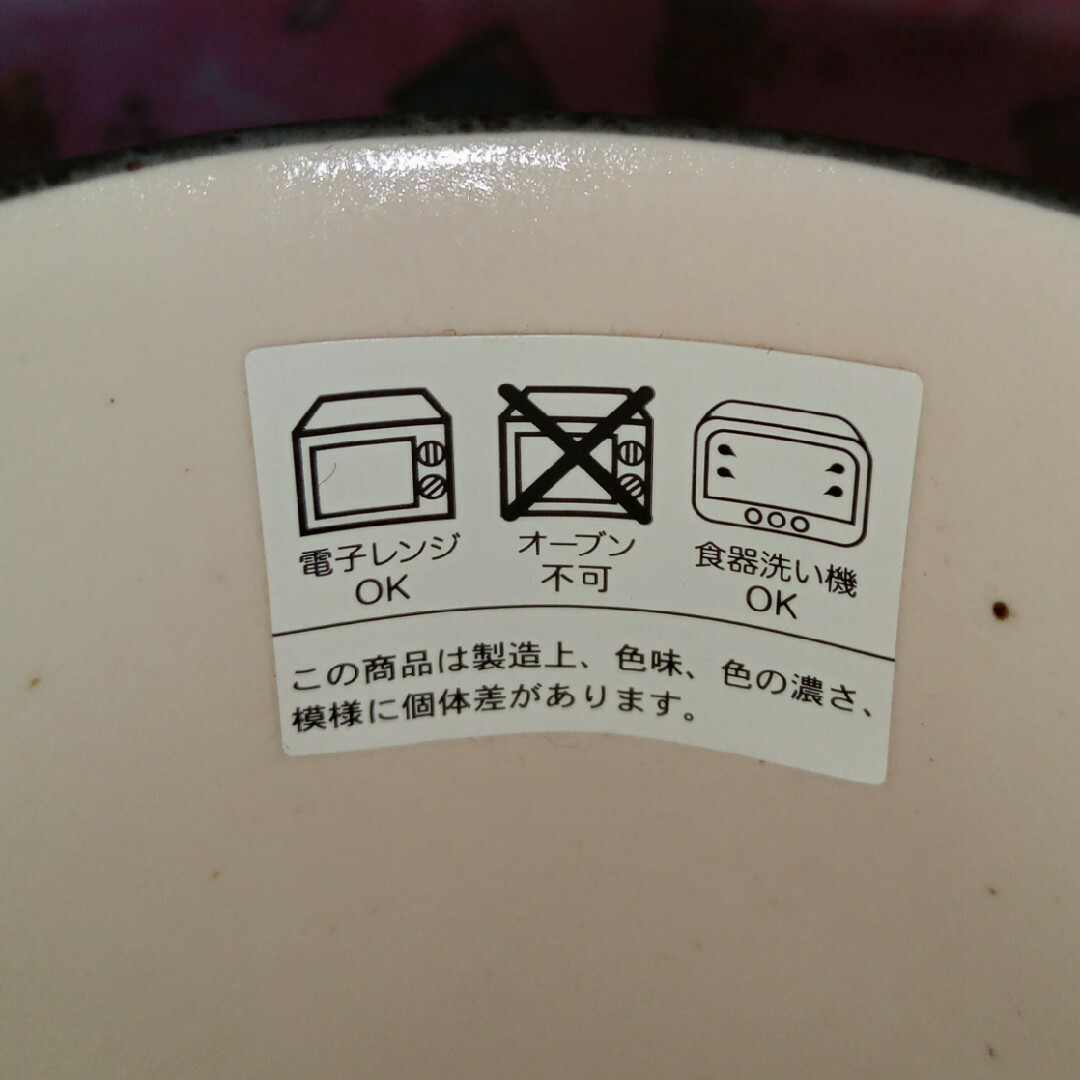 電子レンジ
OK
オーブン
不可
食器洗い機
OK
この商品は製造上、色味、色の濃さ、
模様に個体差があります。